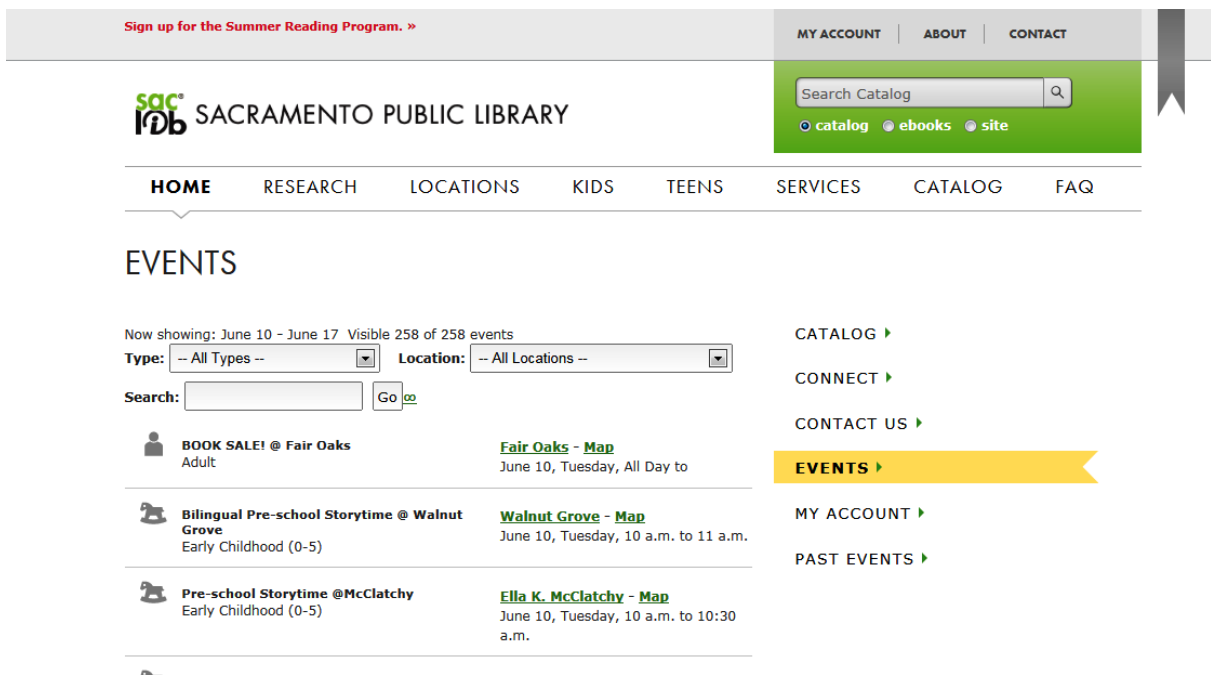 Sign up for the Summer Reading Program. »
MY ACCOUNT
ABOUT
CONTACT
saclib® SACRAMENTO PUBLIC LIBRARY
Search Catalog
catalog ebooks site
HOME RESEARCH LOCATIONS KIDS TEENS SERVICES CATALOG FAQ
EVENTS
Now showing: June 10 - June 17 Visible 258 of 258 events
Type: -- All Types -- Location: -- All Locations --
Search: Go ∞
BOOK SALE! @ Fair Oaks
Adult
Fair Oaks - Map
June 10, Tuesday, All Day to
Bilingual Pre-school Storytime @ Walnut
Grove
Early Childhood (0-5)
Walnut Grove - Map
June 10, Tuesday, 10 a.m. to 11 a.m.
Pre-school Storytime @McClatchy
Early Childhood (0-5)
Ella K. McClatchy - Map
June 10, Tuesday, 10 a.m. to 10:30
a.m.
CATALOG
CONNECT
CONTACT US
EVENTS
MY ACCOUNT
PAST EVENTS